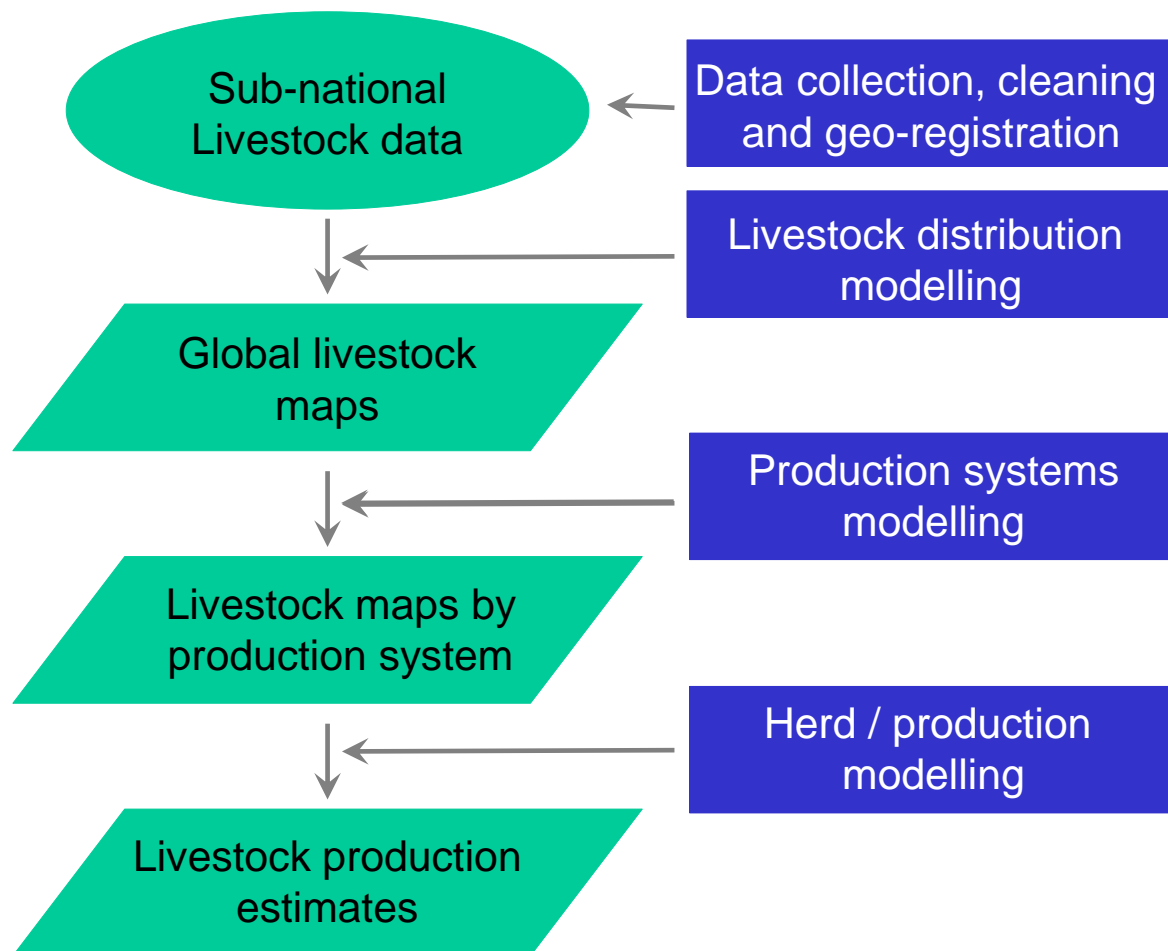 Sub-national
Livestock data
Data collection, cleaning
and geo-registration
Livestock distribution
modelling
Global livestock
maps
Production systems
modelling
Livestock maps by
production system
Herd / production
modelling
Livestock production
estimates